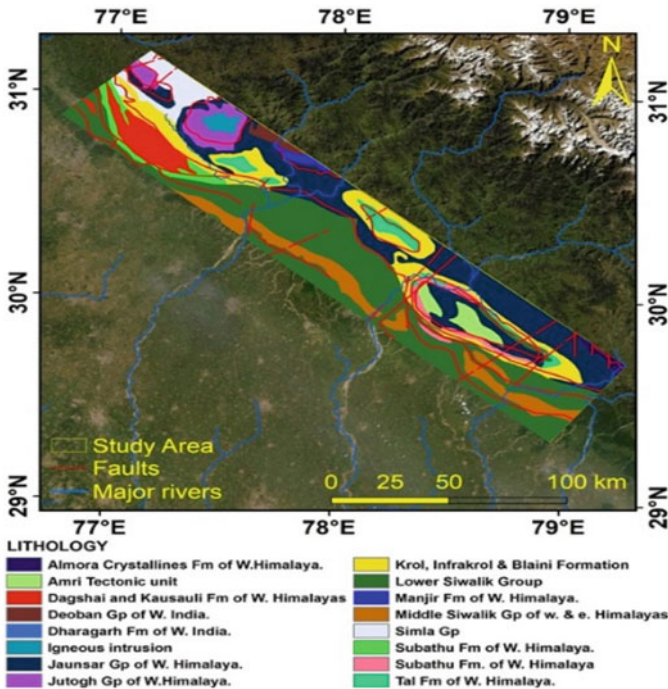 77°E 78°E 79°E
N
31°N 31°N
30°N 30°N
Study Area
Faults
Major rivers
0 25 50 100 km
29°N 29°N
77°E 78°E 79°E
LITHOLOGY
Almora Crystallines Fm of W.Himalaya.
Amri Tectonic unit
Dagshai and Kausauli Fm of W. Himalayas
Deoban Gp of W. India.
Dharagarh Fm of W. India.
Igneous intrusion
Jaunsar Gp of W. Himalaya.
Jutogh Gp of W.Himalaya.
Krol, Infrakrol & Blaini Formation
Lower Siwalik Group
Manjir Fm of W. Himalaya.
Middle Siwalik Gp of w. & e. Himalayas
Simla Gp
Subathu Fm of W. Himalaya.
Subathu Fm. of W. Himalaya
Tal Fm of W. Himalaya.